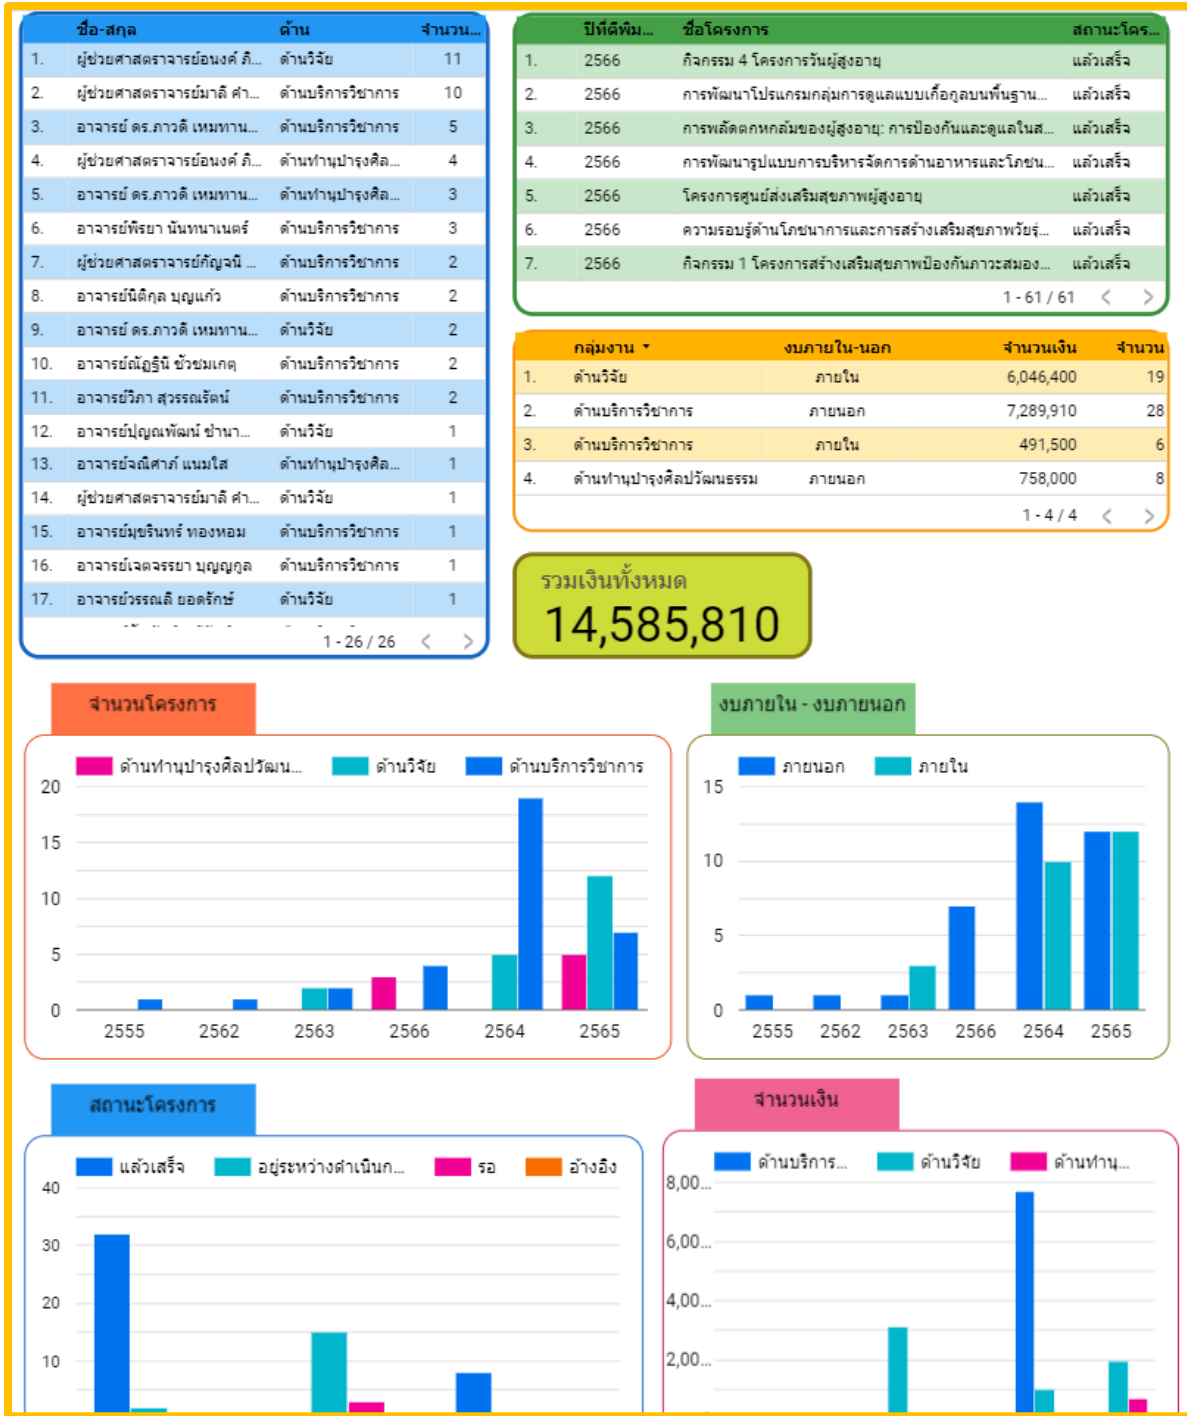 ชื่อ-สกุล ด้าน จำนวน...
1. ผู้ช่วยศาสตราจารย์อนงค์ ภิ... ด้านวิจัย 11
2. ผู้ช่วยศาสตราจารย์มาลี คำ... ด้านบริการวิชาการ 10
3. อาจารย์ ดร.ภาวดี เหมทาน... ด้านบริการวิชาการ 5
4. ผู้ช่วยศาสตราจารย์อนงค์ ภิ... ด้านทำนุบำรุงศิล... 4
5. อาจารย์ ดร.ภาวดี เหมทาน... ด้านทำนุบำรุงศิล... 3
6. อาจารย์พีรยา นันทนาเนตร์ ด้านบริการวิชาการ 3
7. ผู้ช่วยศาสตราจารย์กัญจนี ... ด้านบริการวิชาการ 2
8. อาจารย์นิติกุล บุญแก้ว ด้านบริการวิชาการ 2
9. อาจารย์ ดร.ภาวดี เหมทาน... ด้านวิจัย 2
10. อาจารย์ณัฏฐินี ชัวชมเกตุ ด้านบริการวิชาการ 2
11. อาจารย์วิภา สุวรรณรัตน์ ด้านบริการวิชาการ 2
12. อาจารย์ปุญณพัฒน์ ชำนา... ด้านวิจัย 1
13. อาจารย์จณิศาภ์ แนมใส ด้านทำนุบำรุงศิล... 1
14. ผู้ช่วยศาสตราจารย์มาลี คำ... ด้านวิจัย 1
15. อาจารย์มุขรินทร์ ทองหอม ด้านบริการวิชาการ 1
16. อาจารย์เจตจรรยา บุญญกูล ด้านบริการวิชาการ 1
17. อาจารย์วรรณลี ยอดรักษ์ ด้านวิจัย 1
1 - 26 / 26
ปีที่ตีพิม... ชื่อโครงการ สถานะโคร...
1. 2566 กิจกรรม 4 โครงการวันผู้สูงอายุ แล้วเสร็จ
2. 2566 การพัฒนาโปรแกรมกลุ่มการดูแลแบบเกื้อกูลบนพื้นฐาน... แล้วเสร็จ
3. 2566 การพลัดตกหกล้มของผู้สูงอายุ: การป้องกันและดูแลในส... แล้วเสร็จ
4. 2566 การพัฒนารูปแบบการบริหารจัดการด้านอาหารและโภชน... แล้วเสร็จ
5. 2566 โครงการศูนย์ส่งเสริมสุขภาพผู้สูงอายุ แล้วเสร็จ
6. 2566 ความรอบรู้ด้านโภชนาการและการสร้างเสริมสุขภาพวัยรุ่... แล้วเสร็จ
7. 2566 กิจกรรม 1 โครงการสร้างเสริมสุขภาพป้องกันภาวะสมอง... แล้วเสร็จ
1 - 61 / 61
กลุ่มงาน งบภายใน-นอก จำนวนเงิน จำนวน
1. ด้านวิจัย ภายใน 6,046,400 19
2. ด้านบริการวิชาการ ภายนอก 7,289,910 28
3. ด้านบริการวิชาการ ภายใน 491,500 6
4. ด้านทำนุบำรุงศิลปวัฒนธรรม ภายนอก 758,000 8
1 - 4 / 4
รวมเงินทั้งหมด
14,585,810
จำนวนโครงการ
ด้านทำนุบำรุงศิลปวัฒน... ด้านวิจัย ด้านบริการวิชาการ
20
15
10
5
0
2555 2562 2563 2566 2564 2565
งบภายใน - งบภายนอก
ภายนอก ภายใน
15
10
5
0
2555 2562 2563 2566 2564 2565
สถานะโครงการ
แล้วเสร็จ อยู่ระหว่างดำเนินก... รอ อ้างอิง
40
30
20
10
จำนวนเงิน
ด้านบริการ... ด้านวิจัย ด้านทำนุ...
8,00...
6,00...
4,00...
2,00...